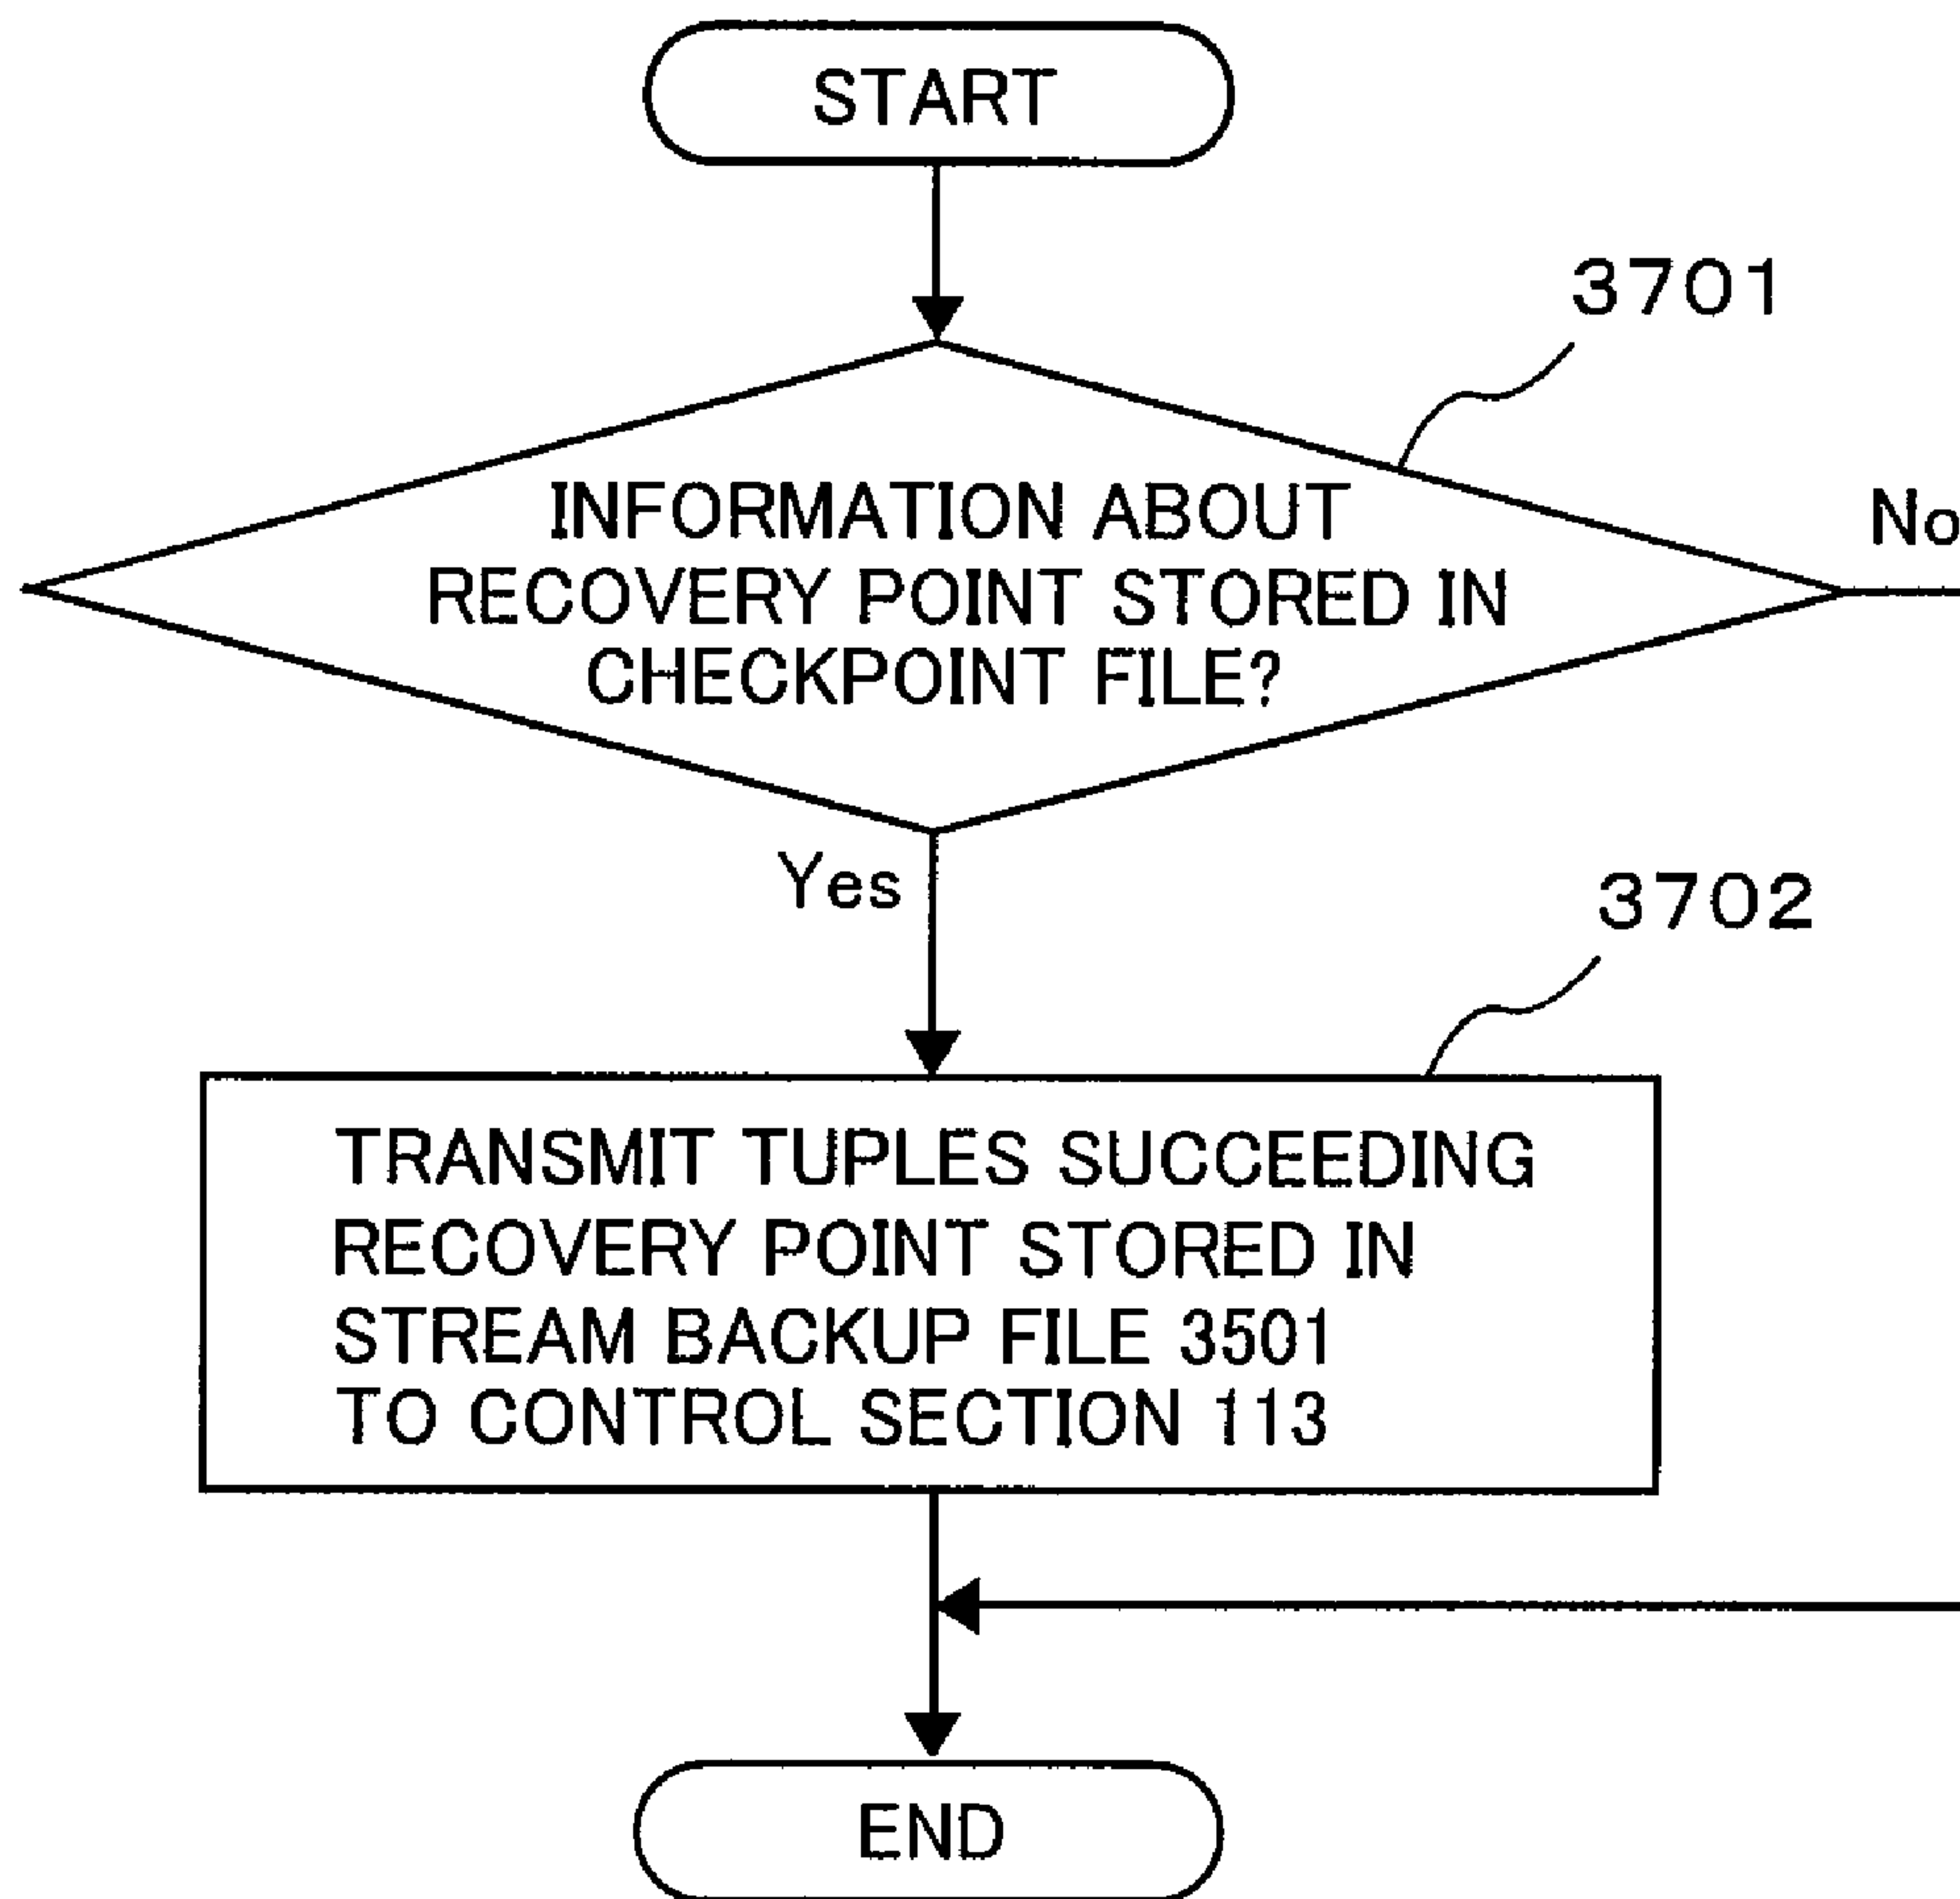 START
3701
INFORMATION ABOUT
RECOVERY POINT STORED IN
CHECKPOINT FILE?
No
Yes
3702
TRANSMIT TUPLES SUCCEEDING
RECOVERY POINT STORED IN
STREAM BACKUP FILE 3501
TO CONTROL SECTION 113
END